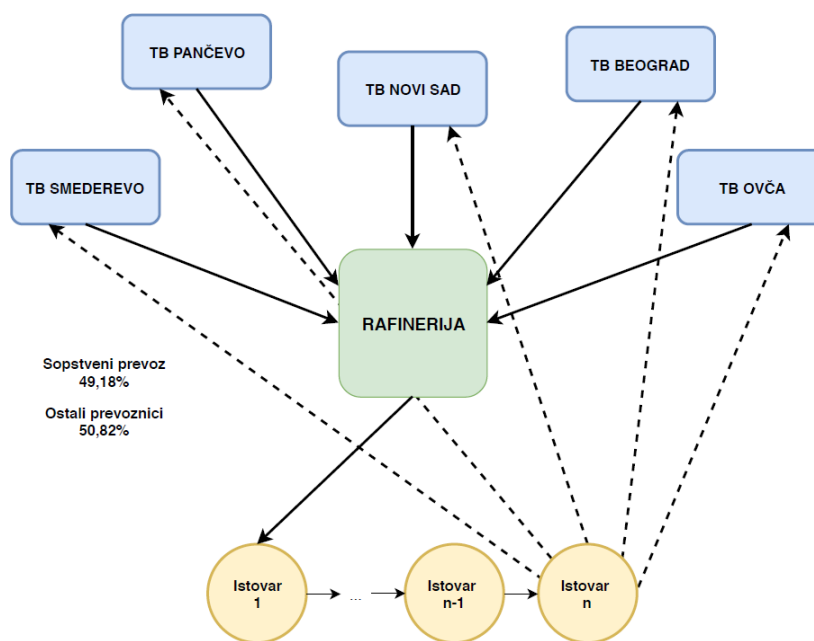 TB PANČEVO
TB NOVI SAD
TB BEOGRAD
TB SMEDEREVO
TB OVČA
RAFINERIJA
Sopstveni prevoz
49,18%
Ostali prevoznici
50,82%
Istovar
1
...
Istovar
n-1
Istovar
n